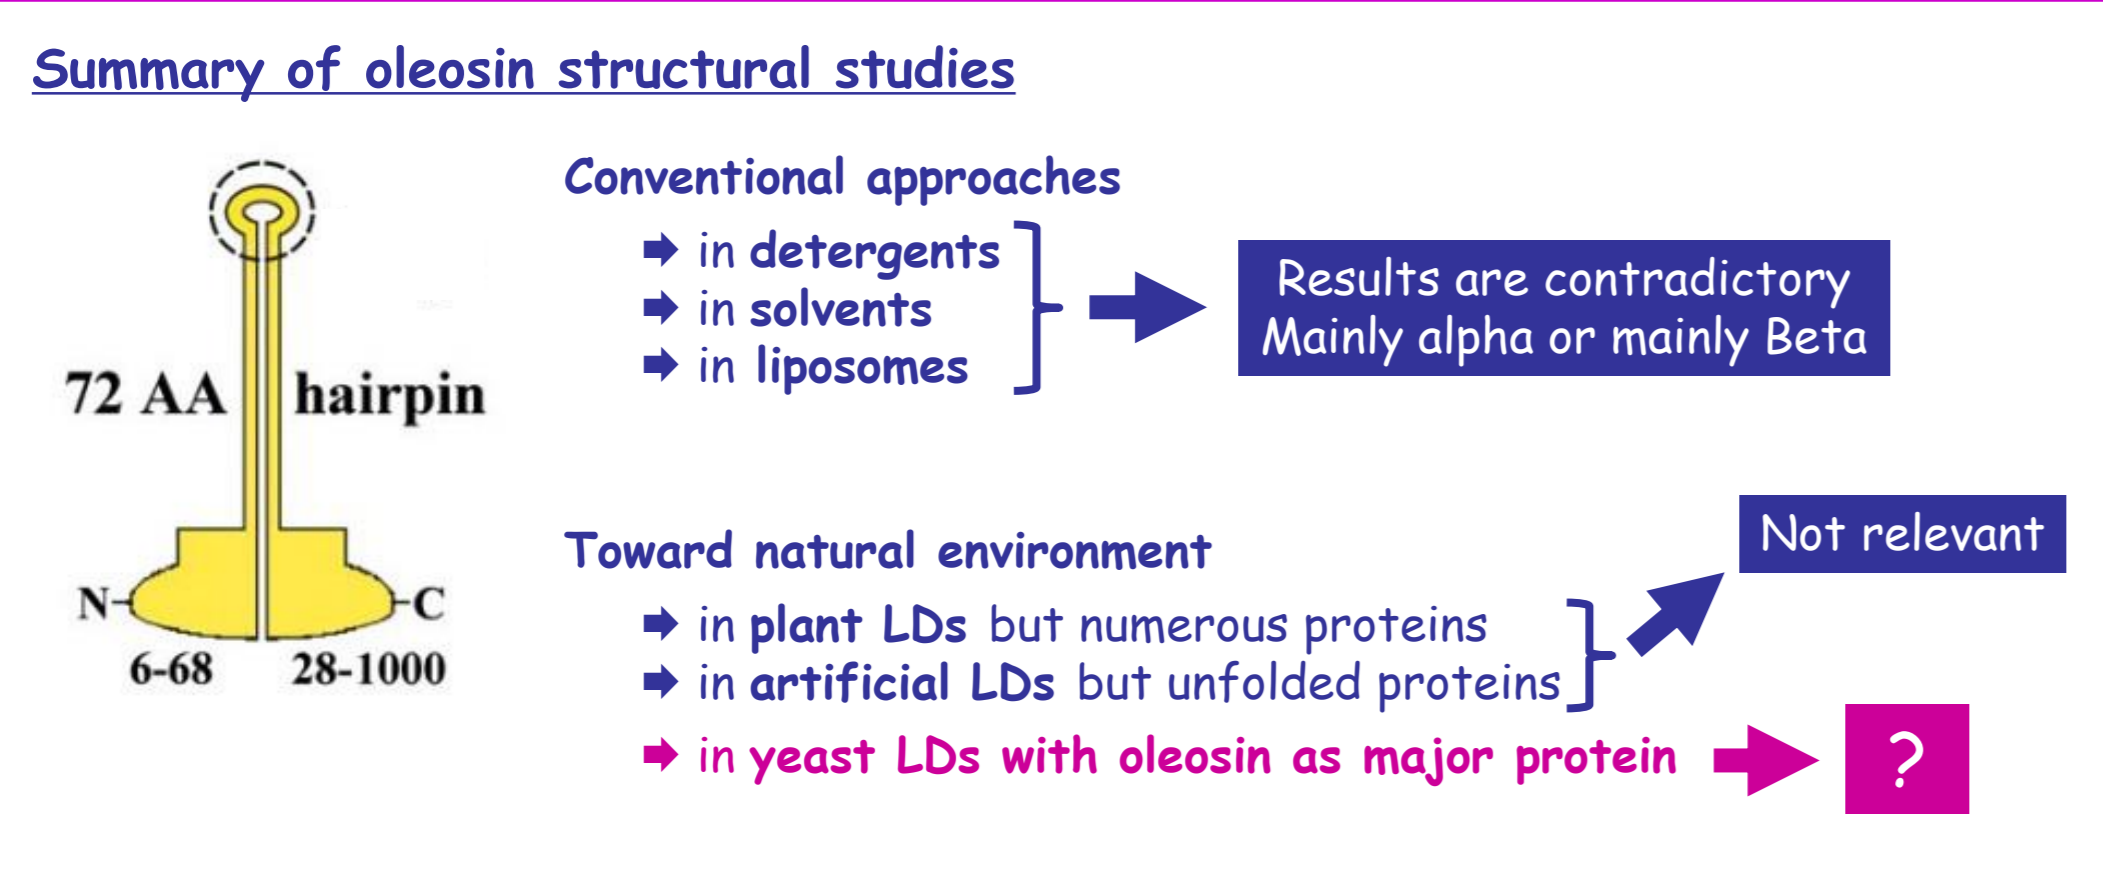 Summary of oleosin structural studies
72 AA hairpin
N C
6-68 28-1000
Conventional approaches
in detergents
in solvents
in liposomes
Results are contradictory
Mainly alpha or mainly Beta
Toward natural environment
in plant LDs but numerous proteins
in artificial LDs but unfolded proteins
Not relevant
in yeast LDs with oleosin as major protein
?